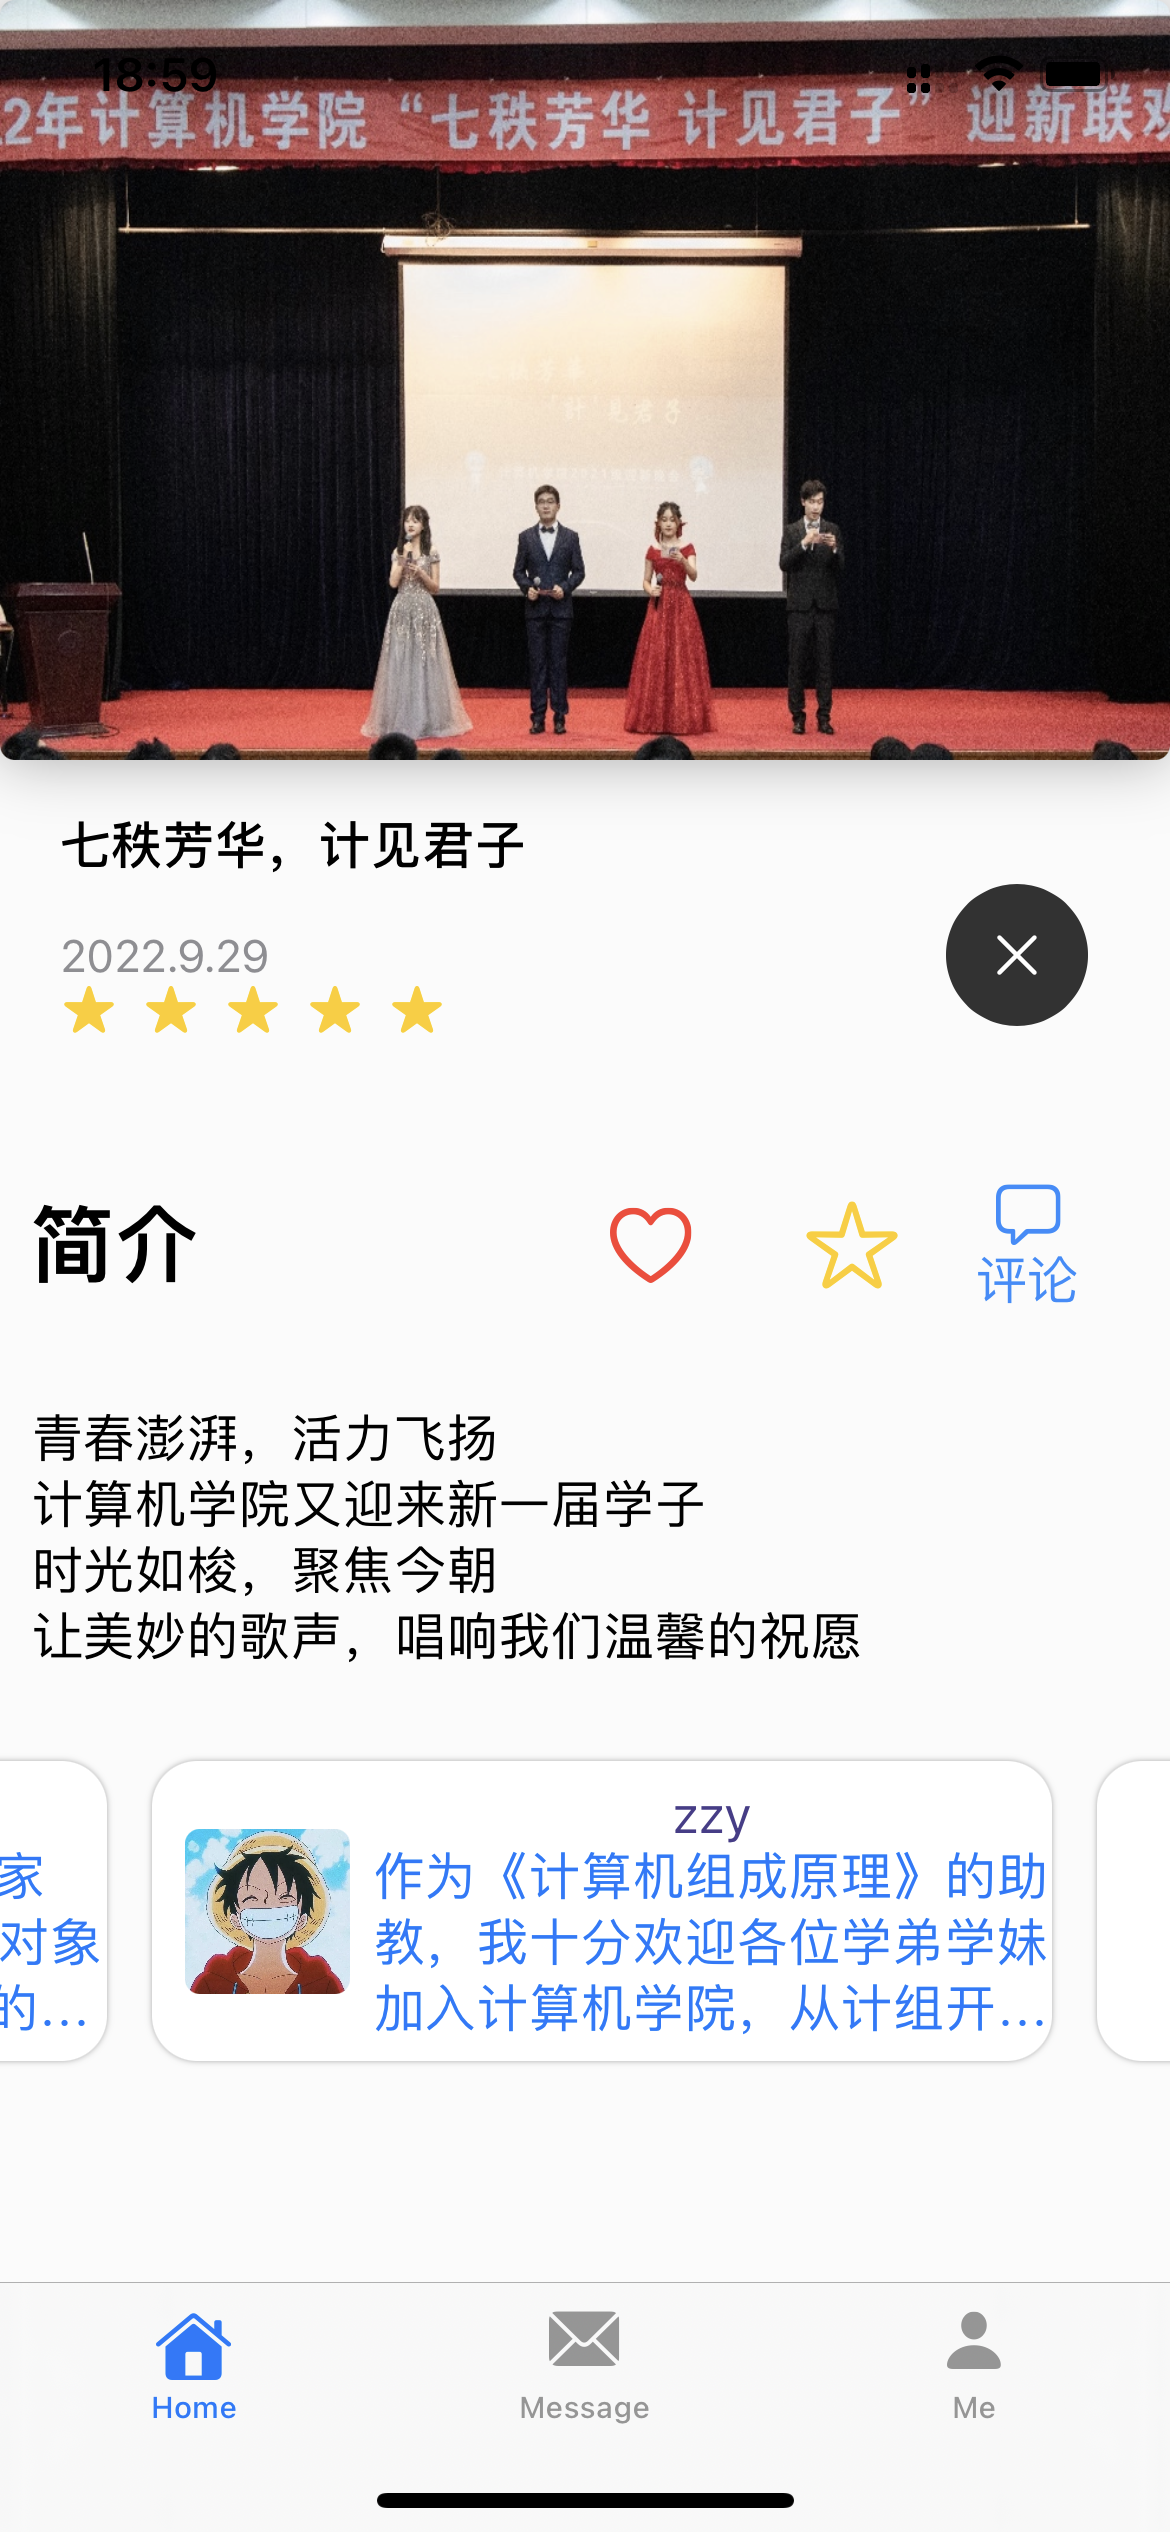 18:59
2年计算机学院 “七秩芳华 计见君子” 迎新联欢
计见君子
七秩芳华，计见君子
2022.9.29
简介
评论
青春澎湃，活力飞扬
计算机学院又迎来新一届学子
时光如梭，聚焦今朝
让美妙的歌声，唱响我们温馨的祝愿
家
对象
的...
zzy
作为《计算机组成原理》的助
教，我十分欢迎各位学弟学妹
加入计算机学院，从计组开...
Home
Message
Me